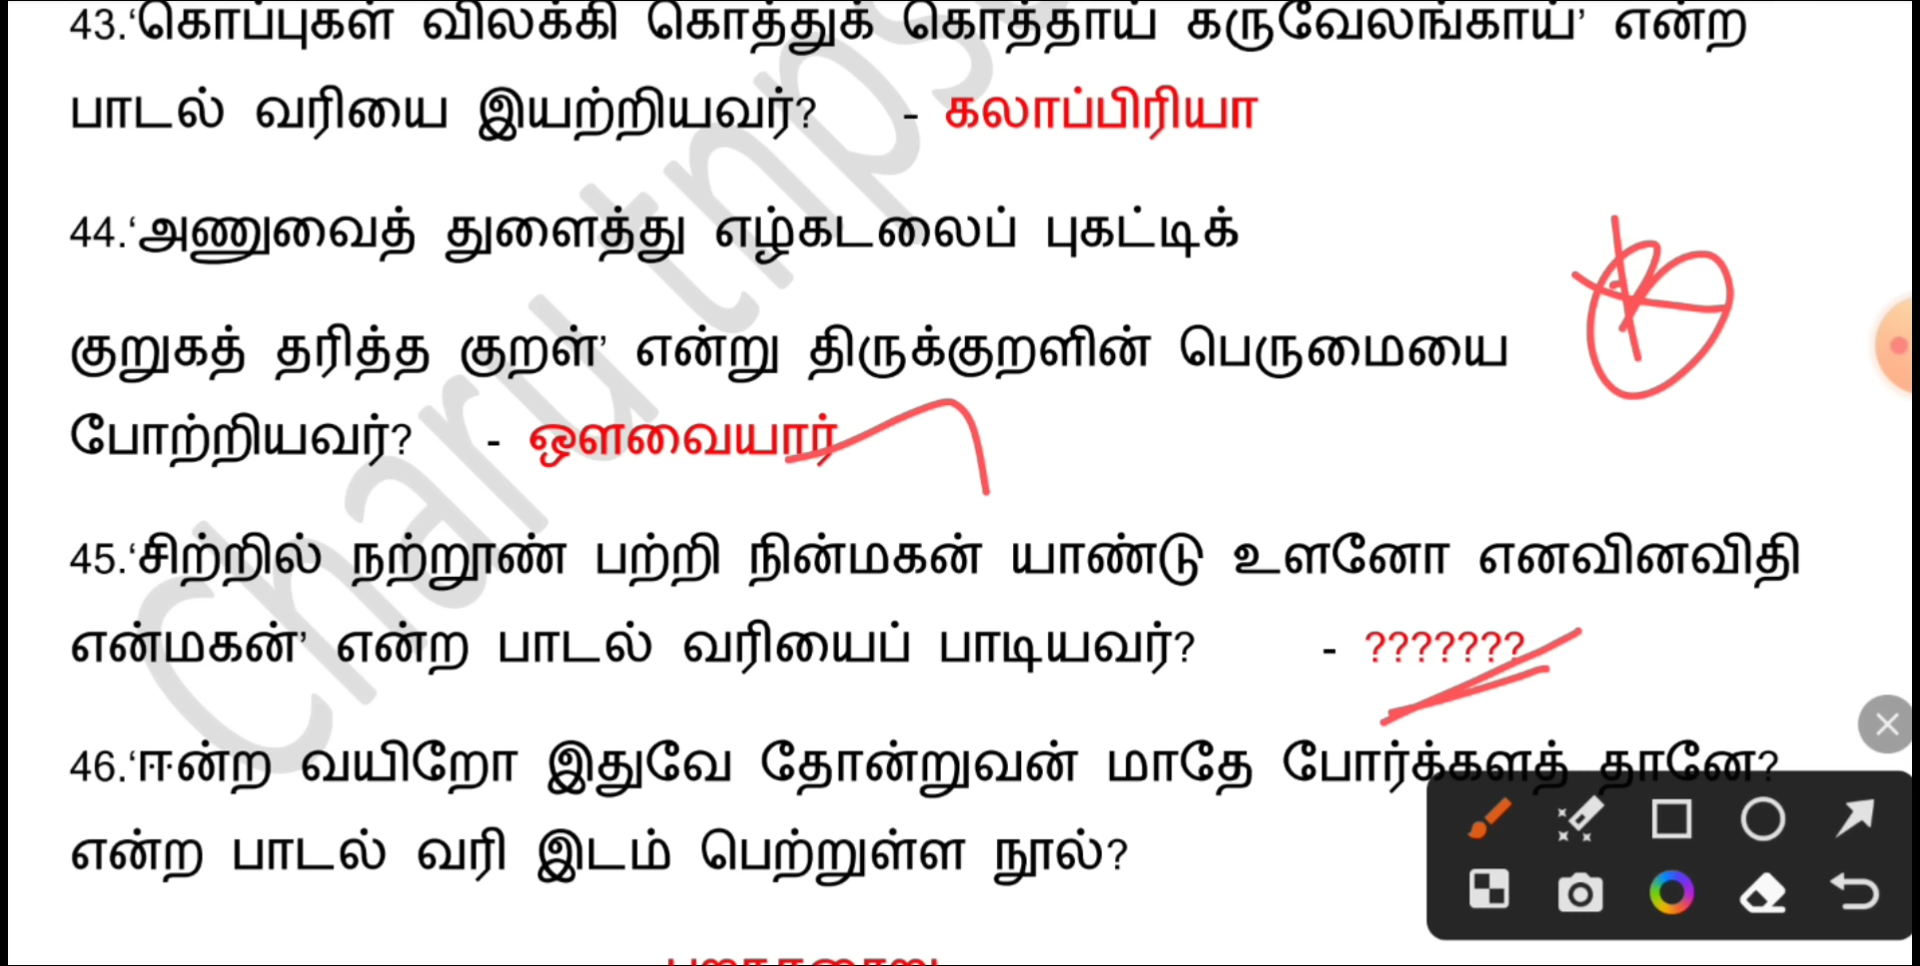 43.‘கொப்புகள் விலக்கி கொத்துக் கொத்தாய் கருவேலங்காய்’ என்ற
பாடல் வரியை இயற்றியவர்? - கலாப்பிரியா
44.‘அணுவைத் துளைத்து எழ்கடலைப் புகட்டிக்
குறுகத் தரித்த குறள்’ என்று திருக்குறளின் பெருமையை
போற்றியவர்? - ஔவையார்
45.‘சிற்றில் நற்றூண் பற்றி நின்மகன் யாண்டு உளனோ எனவினவிதி
என்மகன்’ என்ற பாடல் வரியைப் பாடியவர்? - ???????
46.‘ஈன்ற வயிறோ இதுவே தோன்றுவன் மாதே போர்க்களத் தானே?
என்ற பாடல் வரி இடம் பெற்றுள்ள நூல்?
Charu tnps